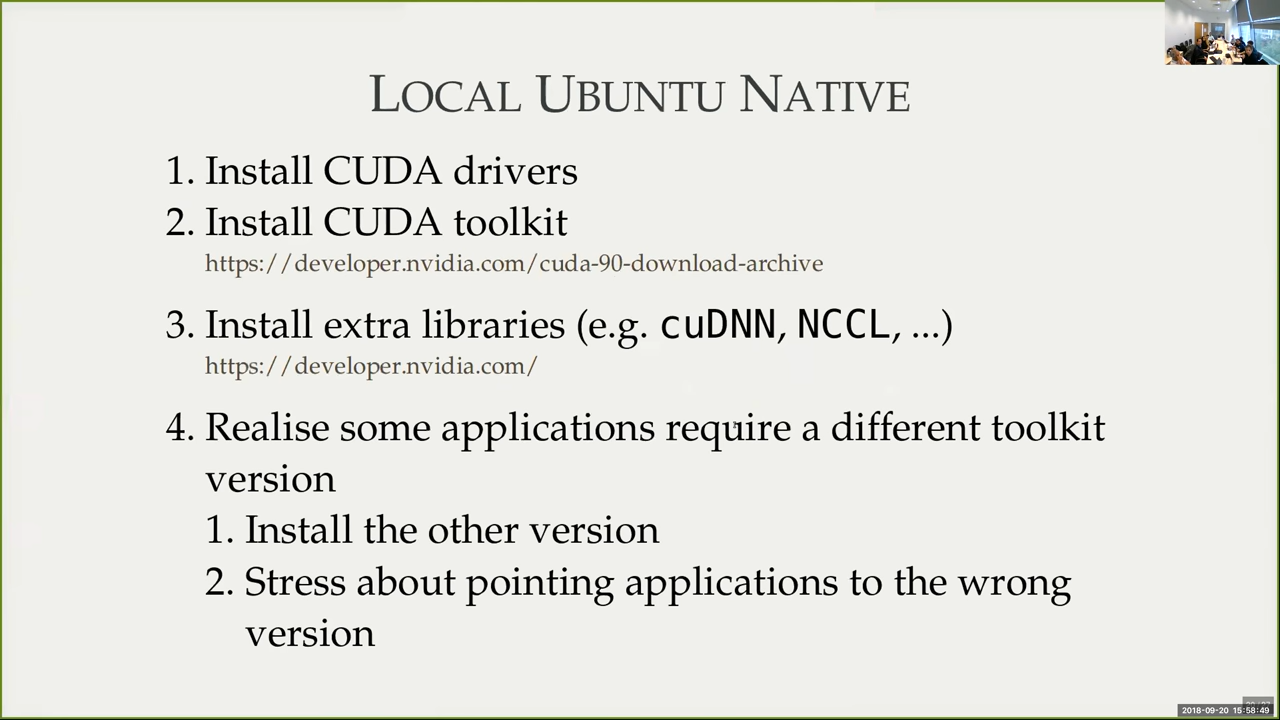 Local Ubuntu Native
1. Install CUDA drivers
2. Install CUDA toolkit
https://developer.nvidia.com/cuda-90-download-archive
3. Install extra libraries (e.g. cuDNN, NCCL, ...)
https://developer.nvidia.com/
4. Realise some applications require a different toolkit
version
1. Install the other version
2. Stress about pointing applications to the wrong
version
2018-09-20 15:58:49